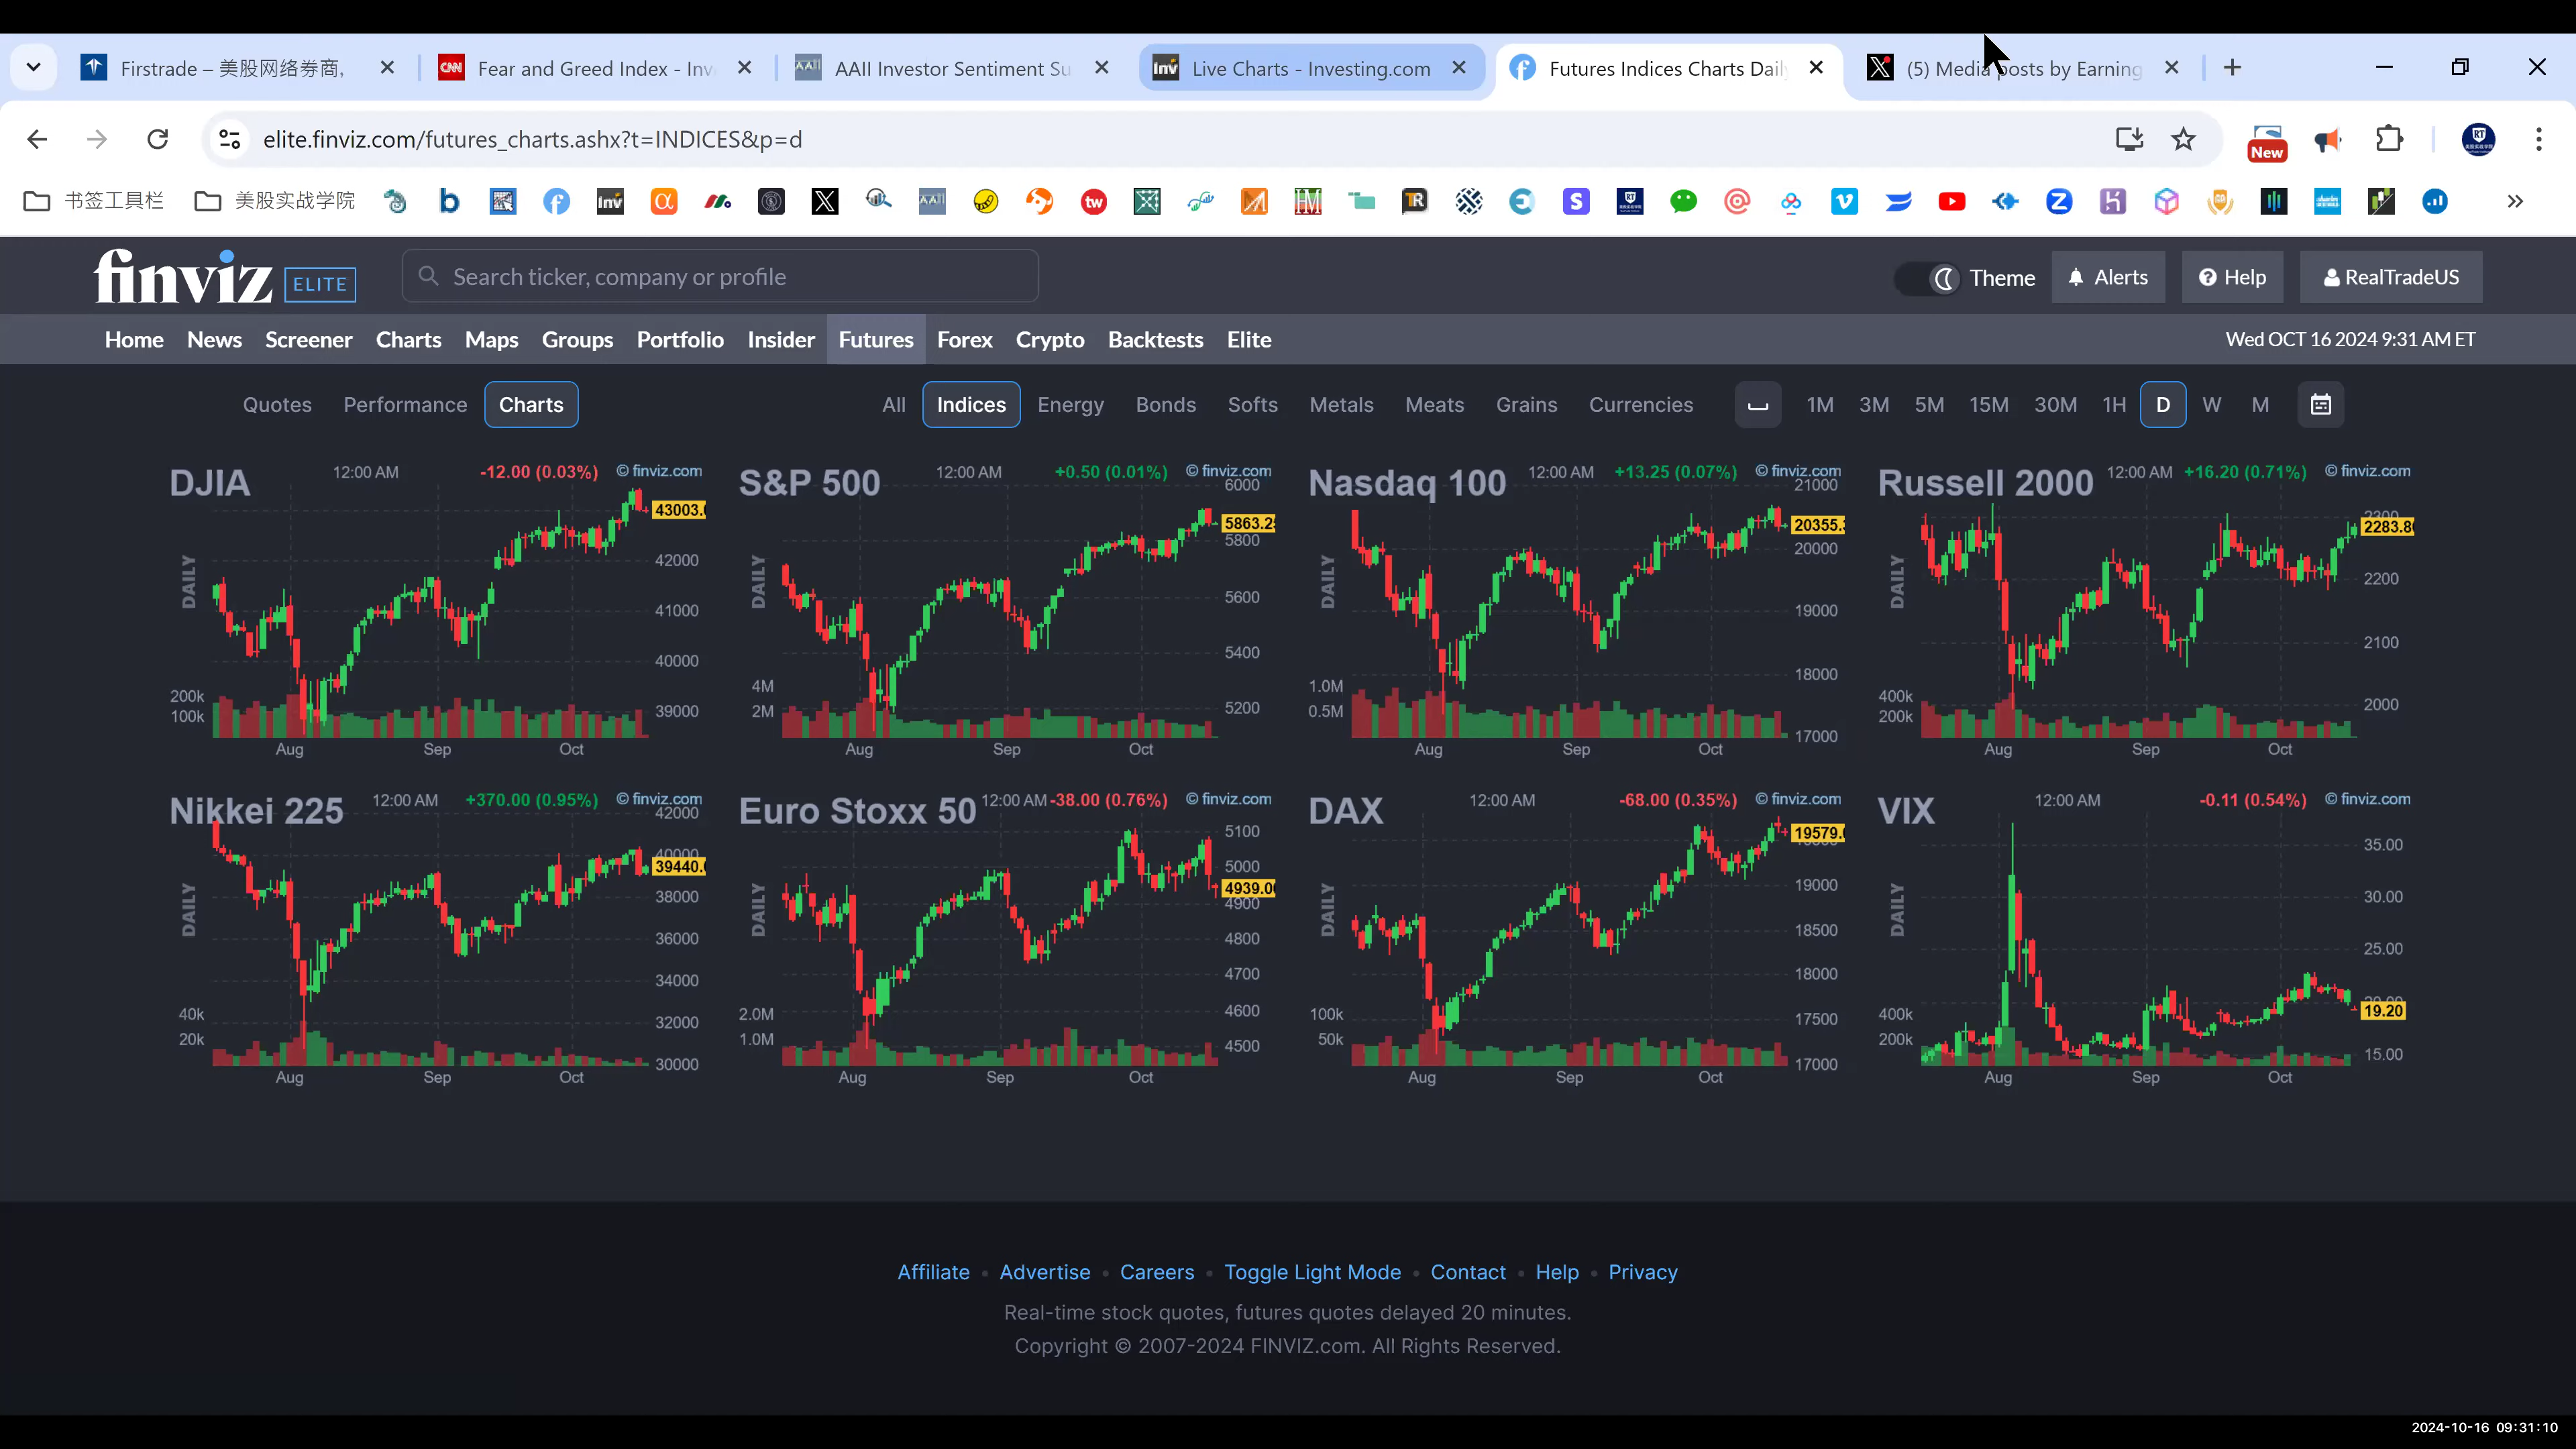 Firstrade – 美股网络券商,
Fear and Greed Index - Inv
AAII Investor Sentiment Su
Live Charts - Investing.com
Futures Indices Charts Dail
(5) Media posts by Earning
elite.finviz.com/futures_charts.ashx?t=INDICES&p=d
New
书签工具栏
美股实战学院
finviz ELITE
Search ticker, company or profile
Theme
Alerts
Help
RealTradeUS
Home News Screener Charts Maps Groups Portfolio Insider Futures Forex Crypto Backtests Elite
Wed OCT 16 2024 9:31 AM ET
Quotes Performance Charts
All Indices Energy Bonds Softs Metals Meats Grains Currencies
1M 3M 5M 15M 30M 1H D W M
DJIA 12:00 AM -12.00 (0.03%) © finviz.com
43003.
42000
41000
40000
39000
200k
100k
DAILY
Aug Sep Oct
S&P 500 12:00 AM +0.50 (0.01%) © finviz.com
6000
5863.2
5800
5600
5400
5200
4M
2M
DAILY
Aug Sep Oct
Nasdaq 100 12:00 AM +13.25 (0.07%) © finviz.com
21000
20355.
20000
19000
18000
17000
1.0M
0.5M
DAILY
Aug Sep Oct
Russell 2000 12:00 AM +16.20 (0.71%) © finviz.com
2300
2283.8
2200
2100
2000
400k
200k
DAILY
Aug Sep Oct
Nikkei 225 12:00 AM +370.00 (0.95%) © finviz.com
42000
40000
39440.
38000
36000
34000
32000
30000
40k
20k
DAILY
Aug Sep Oct
Euro Stoxx 50 12:00 AM -38.00 (0.76%) © finviz.com
5100
5000
4939.0
4900
4800
4700
4600
4500
2.0M
1.0M
DAILY
Aug Sep Oct
DAX 12:00 AM -68.00 (0.35%) © finviz.com
19579.
19000
18500
18000
17500
17000
100k
50k
DAILY
Aug Sep Oct
VIX 12:00 AM -0.11 (0.54%) © finviz.com
35.00
30.00
25.00
20.00
19.20
15.00
400k
200k
DAILY
Aug Sep Oct
Affiliate • Advertise • Careers • Toggle Light Mode • Contact • Help • Privacy
Real-time stock quotes, futures quotes delayed 20 minutes.
Copyright © 2007-2024 FINVIZ.com. All Rights Reserved.
2024-10-16 09:31:10